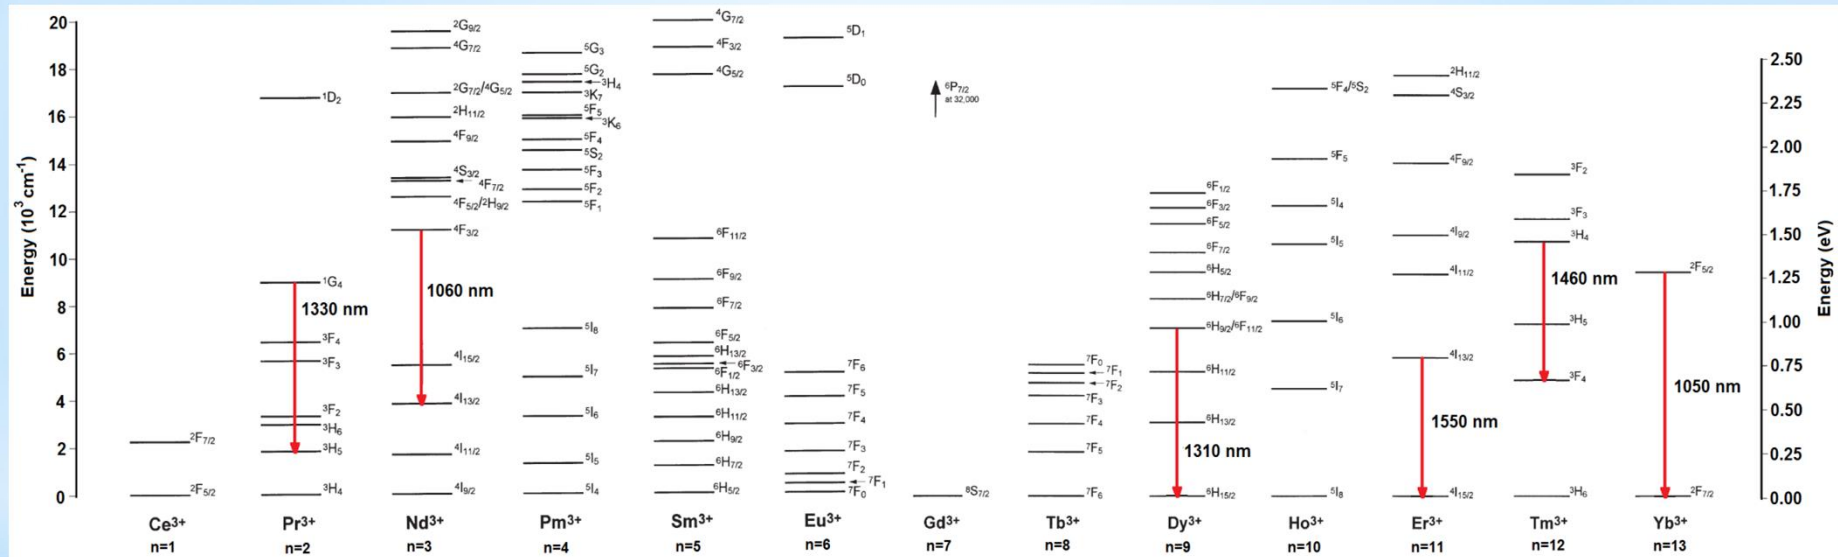 Energy (10³ cm⁻¹)
20
18
16
14
12
10
8
6
4
2
0
²F₇/₂
²F₅/₂
Ce³⁺
n=1
¹D₂
¹G₄
1330 nm
³F₄
³F₃
³F₂
³H₆
³H₅
³H₄
Pr³⁺
n=2
²G₉/₂
⁴G₇/₂
²G₇/₂/⁴G₅/₂
²H₁₁/₂
⁴F₉/₂
⁴S₃/₂
⁴F₇/₂
⁴F₅/₂/²H₉/₂
⁴F₃/₂
1060 nm
⁴I₁₅/₂
⁴I₁₃/₂
⁴I₁₁/₂
⁴I₉/₂
Nd³⁺
n=3
⁵G₃
⁵G₂
³H₄
³K₇
⁵F₅
³K₆
⁵F₄
⁵S₂
⁵F₃
⁵F₂
⁵F₁
⁵I₈
⁵I₇
⁵I₆
⁵I₅
⁵I₄
Pm³⁺
n=4
⁴G₇/₂
⁴F₃/₂
⁴G₅/₂
⁶F₁₁/₂
⁶F₉/₂
⁶F₇/₂
⁶F₅/₂
⁶H₁₃/₂
⁶F₃/₂
⁶F₁/₂
⁶H₁₃/₂
⁶H₁₁/₂
⁶H₉/₂
⁶H₇/₂
⁶H₅/₂
Sm³⁺
n=5
⁵D₁
⁵D₀
⁷F₆
⁷F₅
⁷F₄
⁷F₃
⁷F₂
⁷F₁
⁷F₀
Eu³⁺
n=6
⁶P₇/₂
at 32,000
⁸S₇/₂
Gd³⁺
n=7
⁷F₀
⁷F₁
⁷F₂
⁷F₃
⁷F₄
⁷F₅
⁷F₆
Tb³⁺
n=8
⁶F₁/₂
⁶F₃/₂
⁶F₅/₂
⁶F₇/₂
⁶H₅/₂
⁶H₇/₂/⁶F₉/₂
⁶H₉/₂/⁶F₁₁/₂
⁶H₁₁/₂
⁶H₁₃/₂
1310 nm
⁶H₁₅/₂
Dy³⁺
n=9
⁵F₄/⁵S₂
⁵F₅
⁵I₄
⁵I₅
⁵I₆
⁵I₇
⁵I₈
Ho³⁺
n=10
²H₁₁/₂
⁴S₃/₂
⁴F₉/₂
⁴I₉/₂
⁴I₁₁/₂
⁴I₁₃/₂
1550 nm
⁴I₁₅/₂
Er³⁺
n=11
³F₂
³F₃
³H₄
1460 nm
³H₅
³F₄
³H₆
Tm³⁺
n=12
²F₅/₂
1050 nm
²F₇/₂
Yb³⁺
n=13
2.50
2.25
2.00
1.75
1.50
1.25
1.00
0.75
0.50
0.25
0.00
Energy (eV)